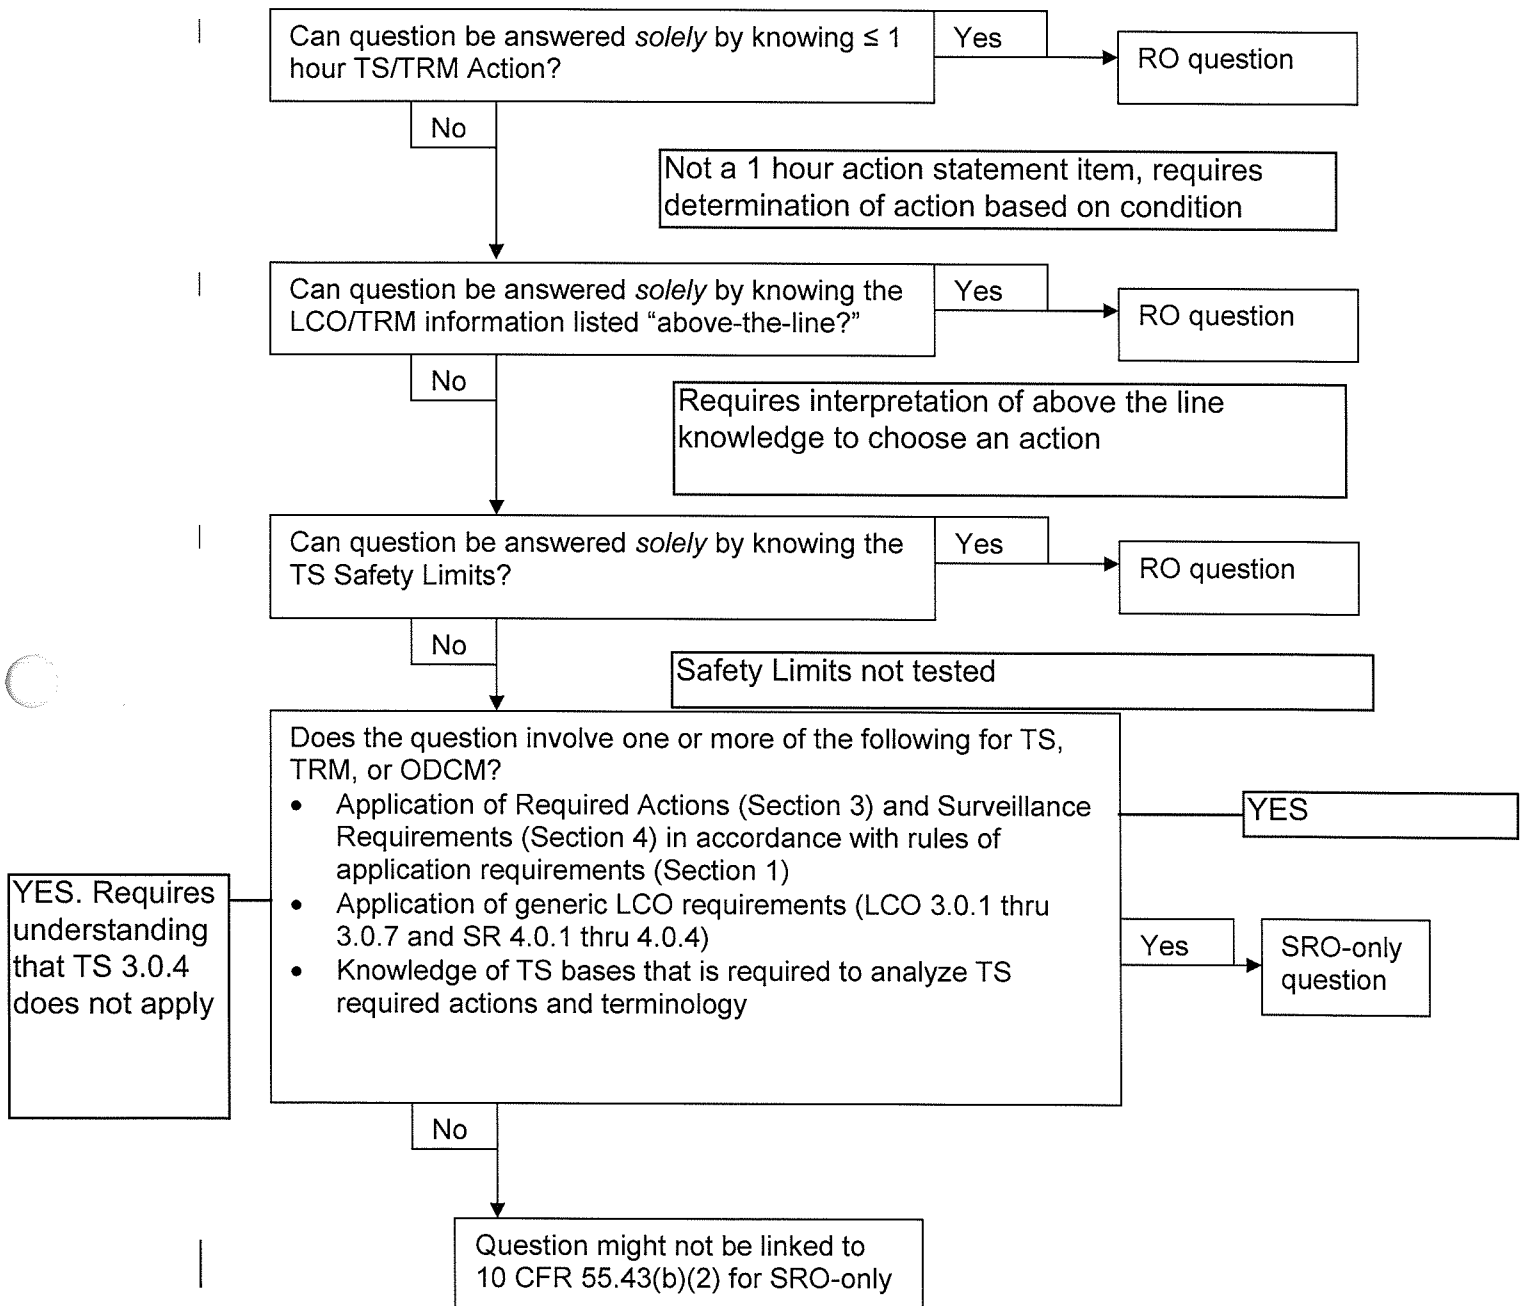 Can question be answered solely by knowing ≤ 1
hour TS/TRM Action?
Yes
RO question
No
Not a 1 hour action statement item, requires
determination of action based on condition
Can question be answered solely by knowing the
LCO/TRM information listed “above-the-line?”
Yes
RO question
No
Requires interpretation of above the line
knowledge to choose an action
Can question be answered solely by knowing the
TS Safety Limits?
Yes
RO question
No
Safety Limits not tested
Does the question involve one or more of the following for TS,
TRM, or ODCM?
• Application of Required Actions (Section 3) and Surveillance
Requirements (Section 4) in accordance with rules of
application requirements (Section 1)
• Application of generic LCO requirements (LCO 3.0.1 thru
3.0.7 and SR 4.0.1 thru 4.0.4)
• Knowledge of TS bases that is required to analyze TS
required actions and terminology
YES
YES. Requires
understanding
that TS 3.0.4
does not apply
Yes
SRO-only
question
No
Question might not be linked to
10 CFR 55.43(b)(2) for SRO-only